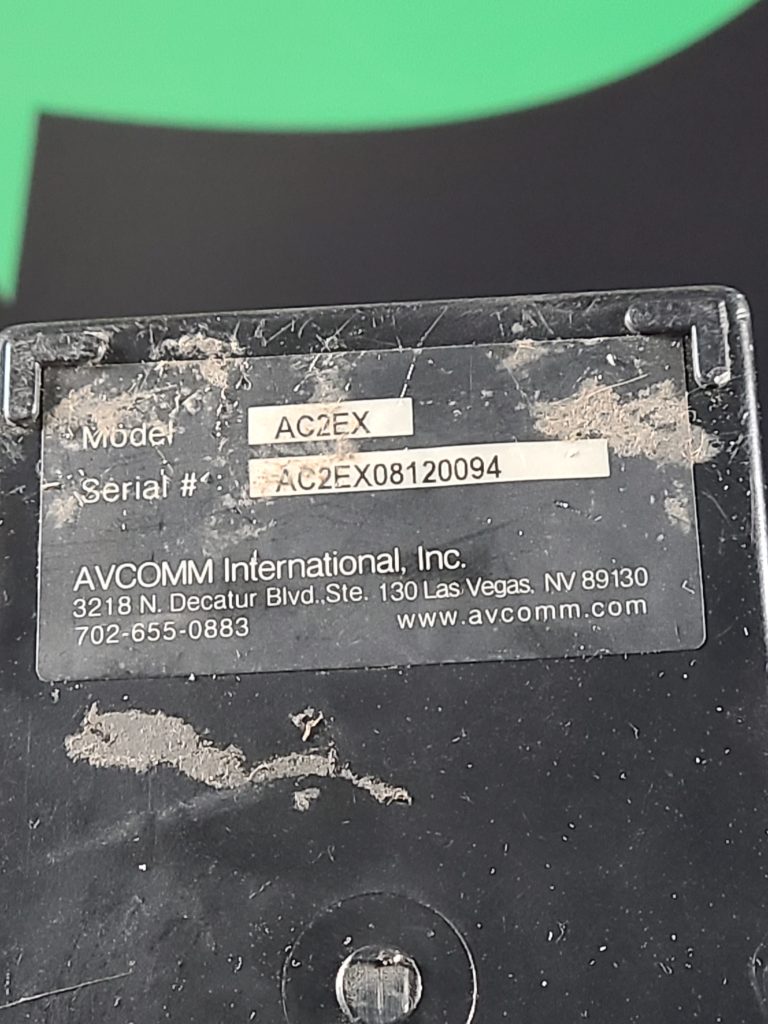 Model AC2EX
Serial # : AC2EX08120094
AVCOMM International, Inc.
3218 N. Decatur Blvd.,Ste. 130 Las Vegas, NV 89130
702-655-0883 www.avcomm.com